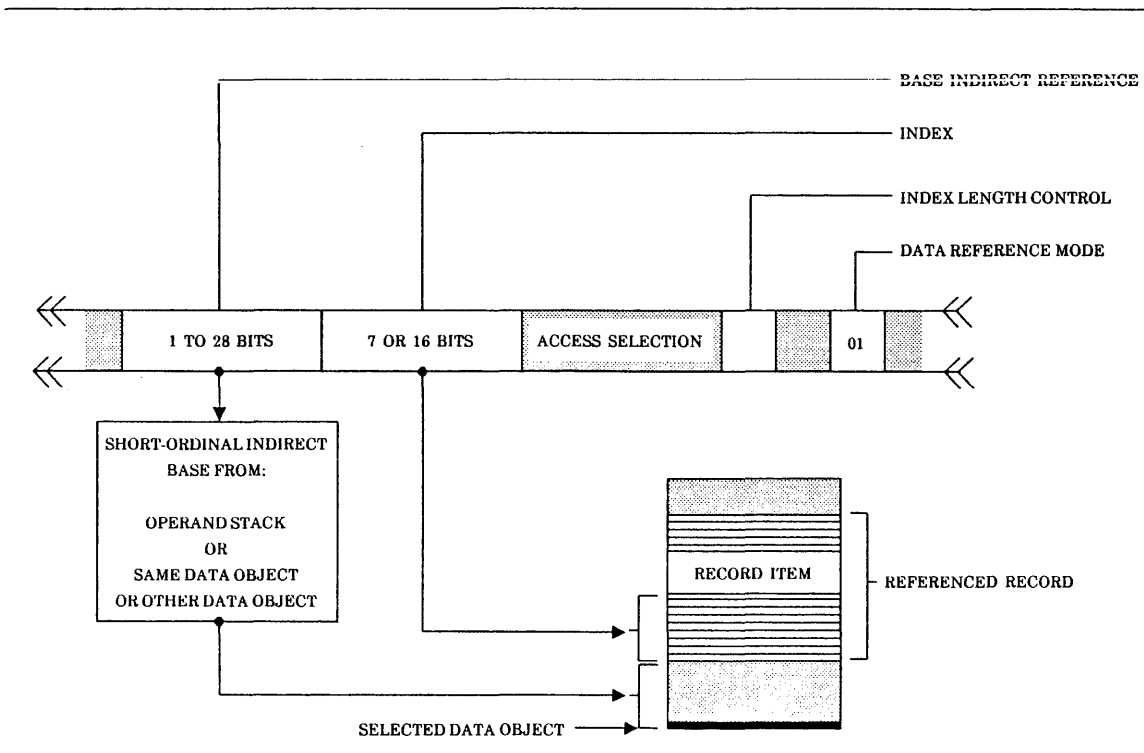 BASE INDIRECT REFERENCE
INDEX
INDEX LENGTH CONTROL
DATA REFERENCE MODE
1 TO 28 BITS
7 OR 16 BITS
ACCESS SELECTION
01
SHORT-ORDINAL INDIRECT
BASE FROM:
OPERAND STACK
OR
SAME DATA OBJECT
OR OTHER DATA OBJECT
RECORD ITEM
REFERENCED RECORD
SELECTED DATA OBJECT